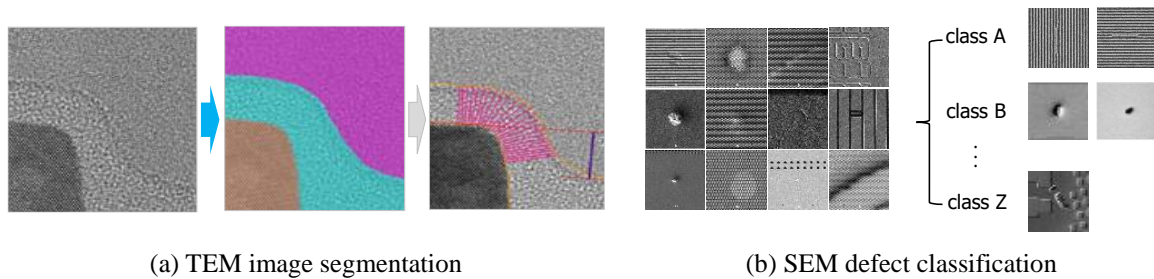 class A
class B
class Z
(a) TEM image segmentation
(b) SEM defect classification